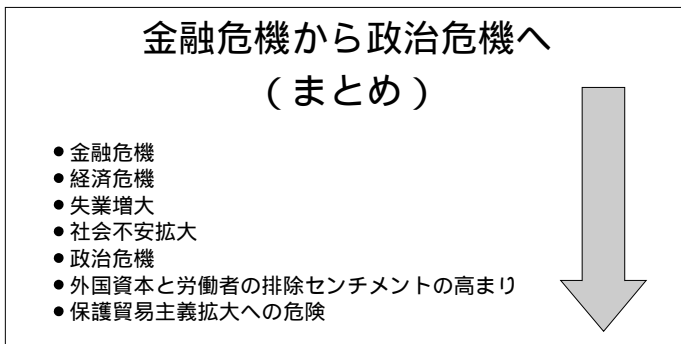 金融危機から政治危機へ
(まとめ)
●金融危機
●経済危機
●失業増大
●社会不安拡大
●政治危機
●外国資本と労働者の排除センチメントの高まり
●保護貿易主義拡大への危険